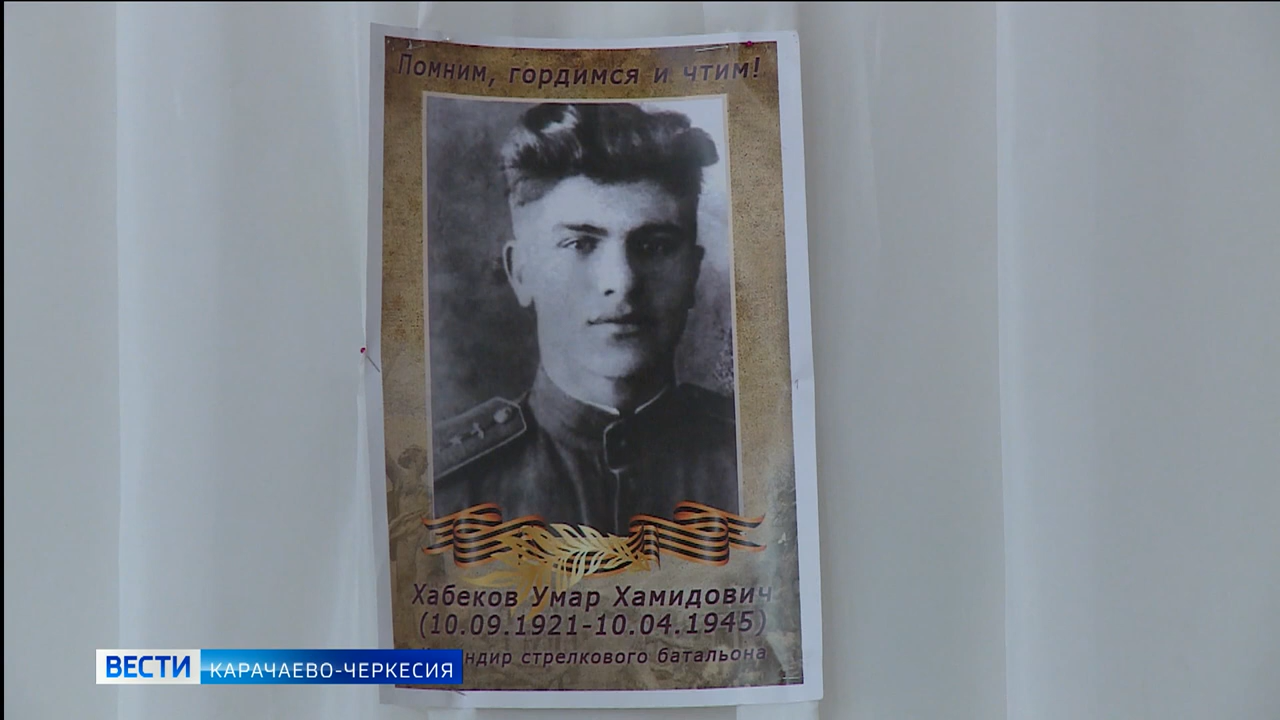 Помним, гордимся и чтим!
Хабеков Умар Хамидович
(10.09.1921-10.04.1945)
стрелкового батальона
ВЕСТИ КАРАЧАЕВО-ЧЕРКЕСИЯ